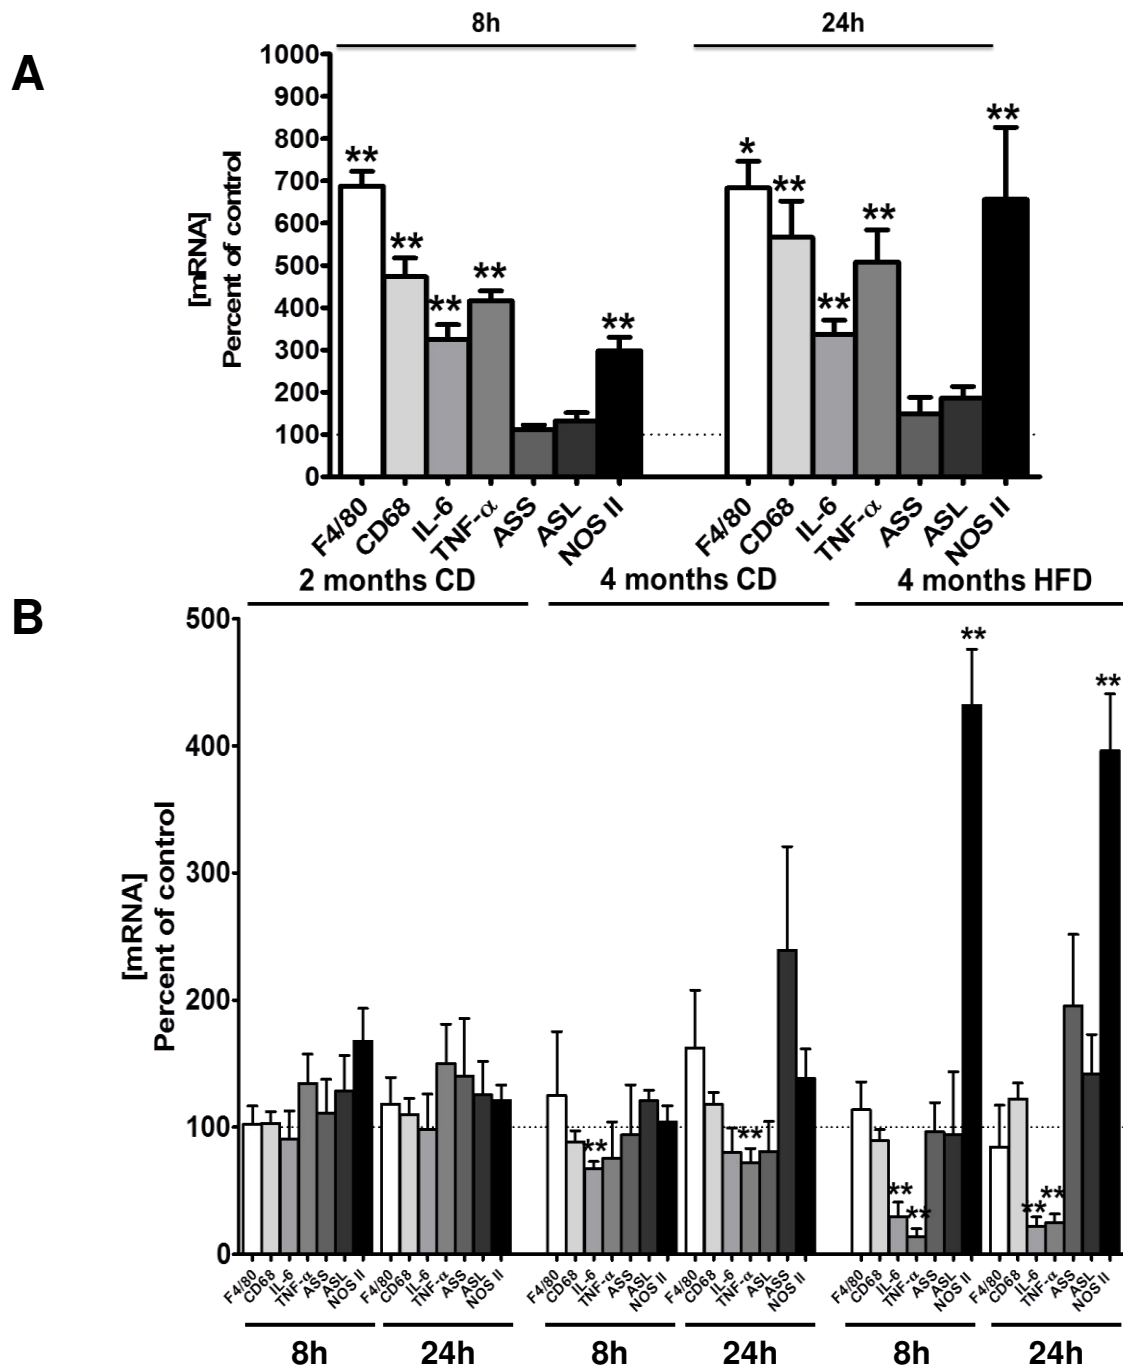 A
8h
24h
[mRNA]
Percent of control
1000
900
800
700
600
500
400
300
200
100
0
**
**
**
**
**
*
**
**
**
**
F4/80
CD68
IL-6
TNF-α
ASS
ASL
NOS II
F4/80
CD68
IL-6
TNF-α
ASS
ASL
NOS II
B
2 months CD
4 months CD
4 months HFD
[mRNA]
Percent of control
500
400
300
200
100
0
**
**
**
**
**
**
**
**
F4/80
CD68
IL-6
TNF-α
ASS
ASL
NOS II
F4/80
CD68
IL-6
TNF-α
ASS
ASL
NOS II
F4/80
CD68
IL-6
TNF-α
ASS
ASL
NOS II
F4/80
CD68
IL-6
TNF-α
ASL
ASS
NOS II
F4/80
CD68
IL-6
TNF-α
ASS
ASL
NOS II
F4/80
CD68
IL-6
TNF-α
ASS
ASL
NOS II
8h
24h
8h
24h
8h
24h